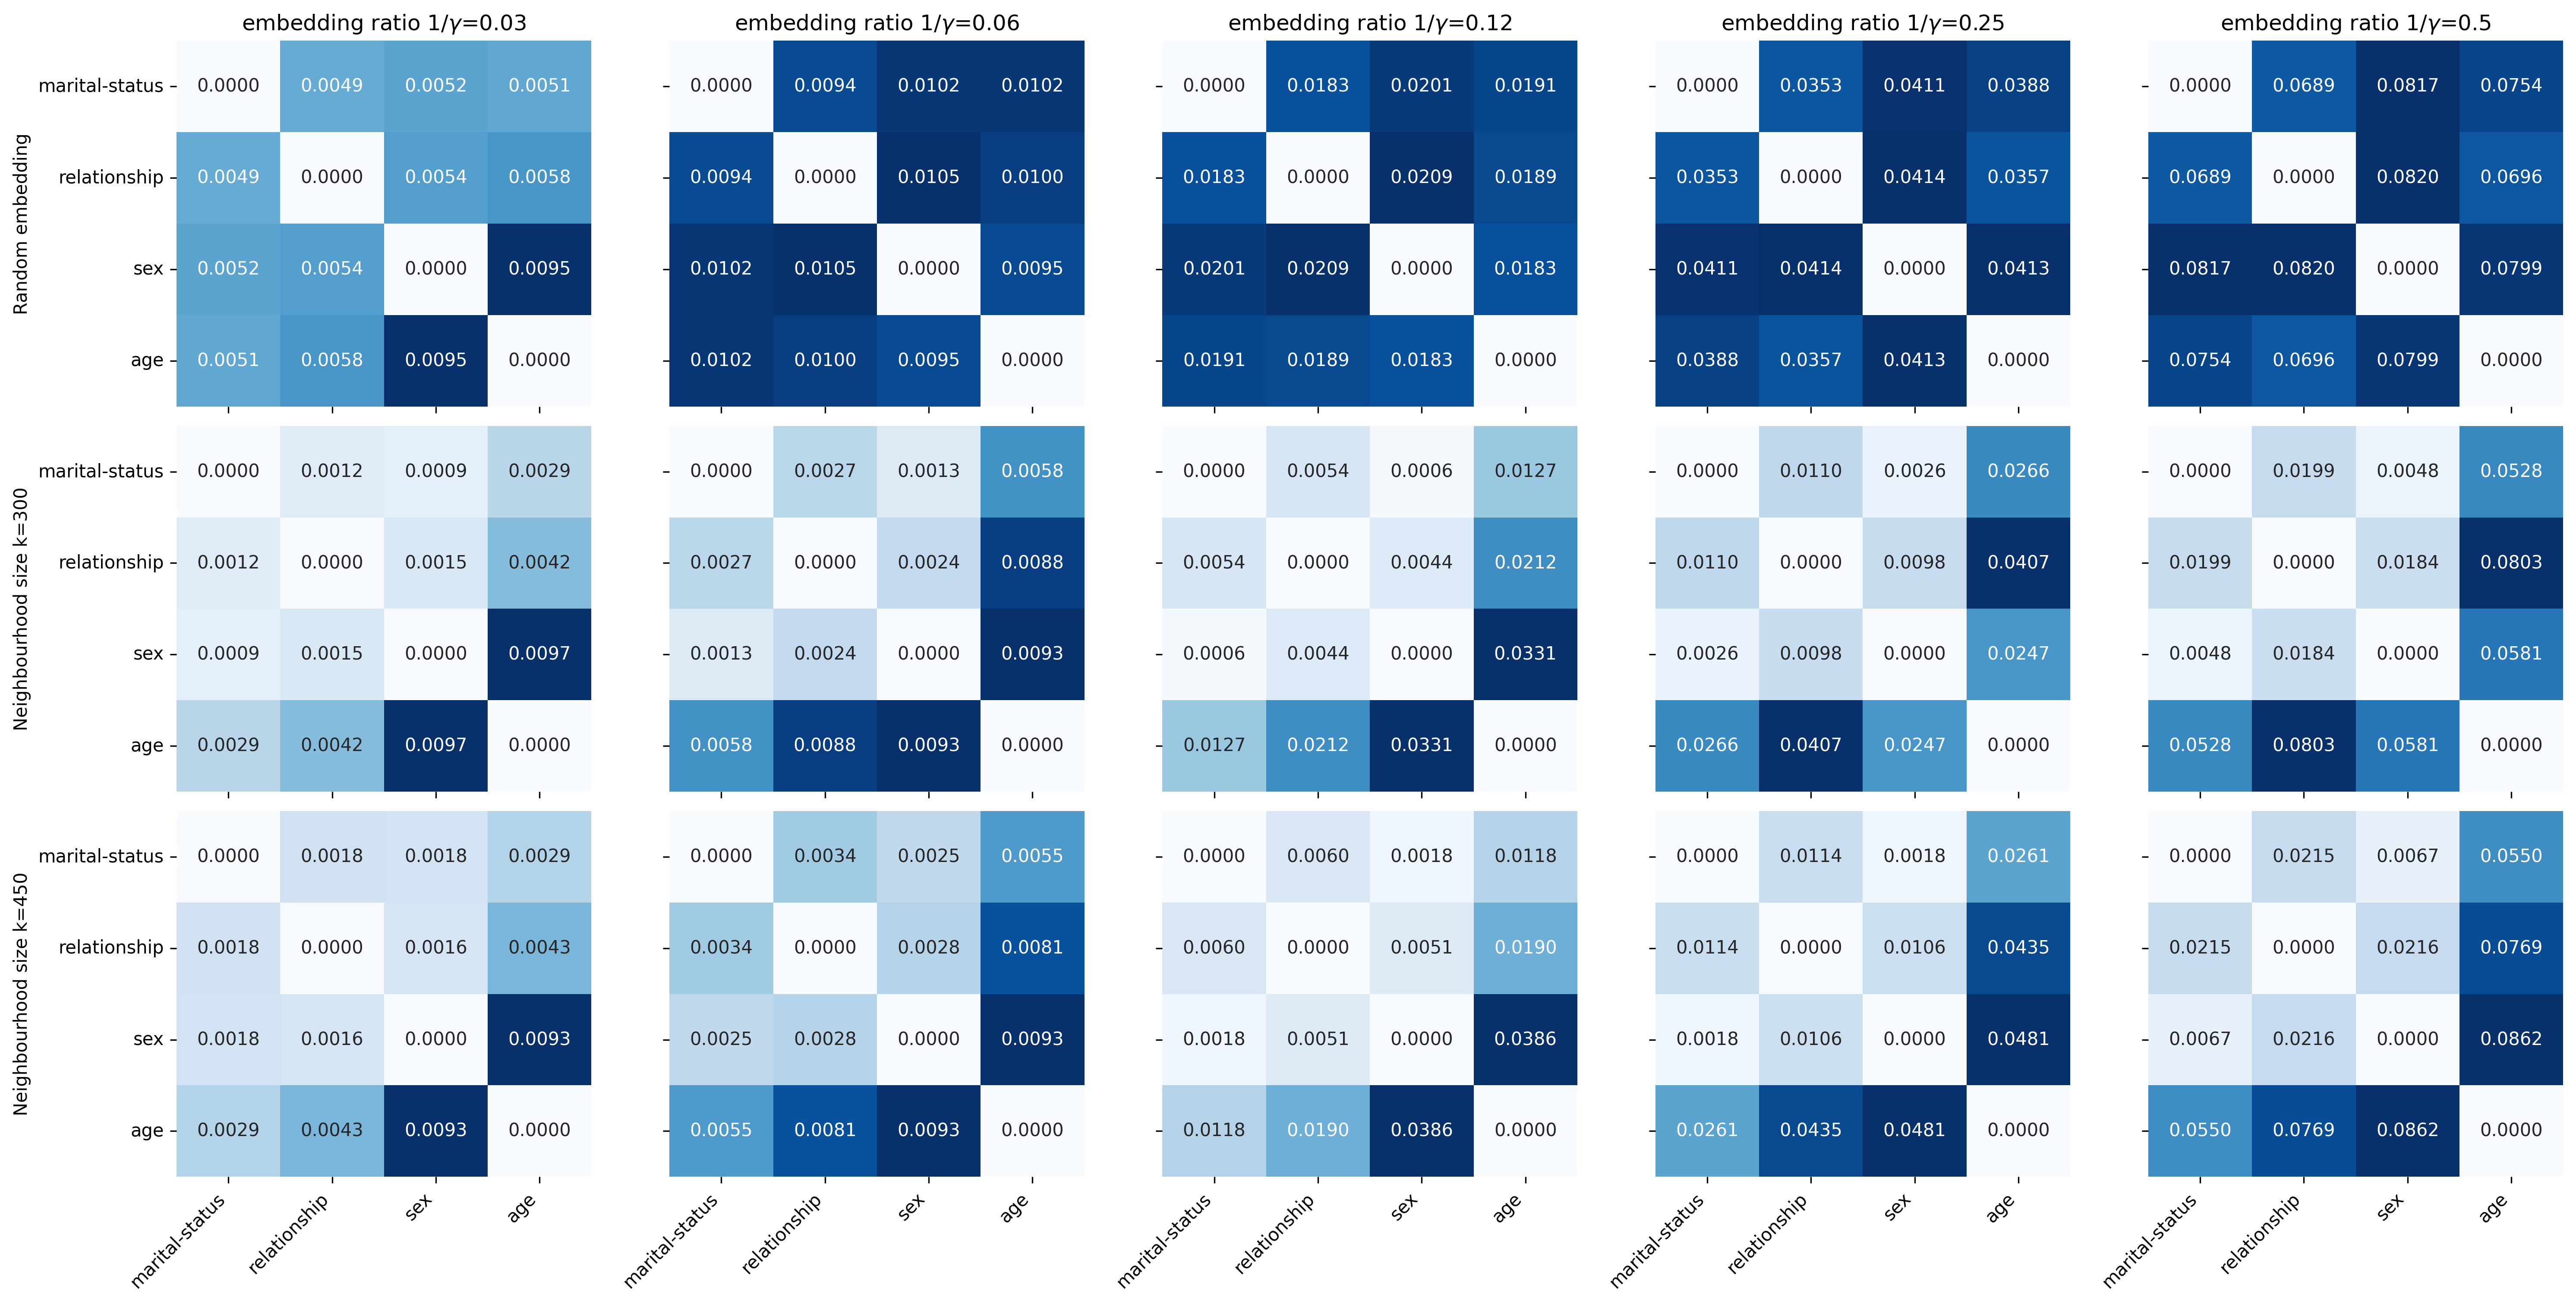 embedding ratio 1/γ=0.03 embedding ratio 1/γ=0.06 embedding ratio 1/γ=0.12 embedding ratio 1/γ=0.25 embedding ratio 1/γ=0.5
Random embedding
marital-status 0.0000 0.0049 0.0052 0.0051 0.0000 0.0094 0.0102 0.0102 0.0000 0.0183 0.0201 0.0191 0.0000 0.0353 0.0411 0.0388 0.0000 0.0689 0.0817 0.0754
relationship 0.0049 0.0000 0.0054 0.0058 0.0094 0.0000 0.0105 0.0100 0.0183 0.0000 0.0209 0.0189 0.0353 0.0000 0.0414 0.0357 0.0689 0.0000 0.0820 0.0696
sex 0.0052 0.0054 0.0000 0.0095 0.0102 0.0105 0.0000 0.0095 0.0201 0.0209 0.0000 0.0183 0.0411 0.0414 0.0000 0.0413 0.0817 0.0820 0.0000 0.0799
age 0.0051 0.0058 0.0095 0.0000 0.0102 0.0100 0.0095 0.0000 0.0191 0.0189 0.0183 0.0000 0.0388 0.0357 0.0413 0.0000 0.0754 0.0696 0.0799 0.0000
Neighbourhood size k=300
marital-status 0.0000 0.0012 0.0009 0.0029 0.0000 0.0027 0.0013 0.0058 0.0000 0.0054 0.0006 0.0127 0.0000 0.0110 0.0026 0.0266 0.0000 0.0199 0.0048 0.0528
relationship 0.0012 0.0000 0.0015 0.0042 0.0027 0.0000 0.0024 0.0088 0.0054 0.0000 0.0044 0.0212 0.0110 0.0000 0.0098 0.0407 0.0199 0.0000 0.0184 0.0803
sex 0.0009 0.0015 0.0000 0.0097 0.0013 0.0024 0.0000 0.0093 0.0006 0.0044 0.0000 0.0331 0.0026 0.0098 0.0000 0.0247 0.0048 0.0184 0.0000 0.0581
age 0.0029 0.0042 0.0097 0.0000 0.0058 0.0088 0.0093 0.0000 0.0127 0.0212 0.0331 0.0000 0.0266 0.0407 0.0247 0.0000 0.0528 0.0803 0.0581 0.0000
Neighbourhood size k=450
marital-status 0.0000 0.0018 0.0018 0.0029 0.0000 0.0034 0.0025 0.0055 0.0000 0.0060 0.0018 0.0118 0.0000 0.0114 0.0018 0.0261 0.0000 0.0215 0.0067 0.0550
relationship 0.0018 0.0000 0.0016 0.0043 0.0034 0.0000 0.0028 0.0081 0.0060 0.0000 0.0051 0.0190 0.0114 0.0000 0.0106 0.0435 0.0215 0.0000 0.0216 0.0769
sex 0.0018 0.0016 0.0000 0.0093 0.0025 0.0028 0.0000 0.0093 0.0018 0.0051 0.0000 0.0386 0.0018 0.0106 0.0000 0.0481 0.0067 0.0216 0.0000 0.0862
age 0.0029 0.0043 0.0093 0.0000 0.0055 0.0081 0.0093 0.0000 0.0118 0.0190 0.0386 0.0000 0.0261 0.0435 0.0481 0.0000 0.0550 0.0769 0.0862 0.0000
marital-status relationship sex age marital-status relationship sex age marital-status relationship sex age marital-status relationship sex age marital-status relationship sex age